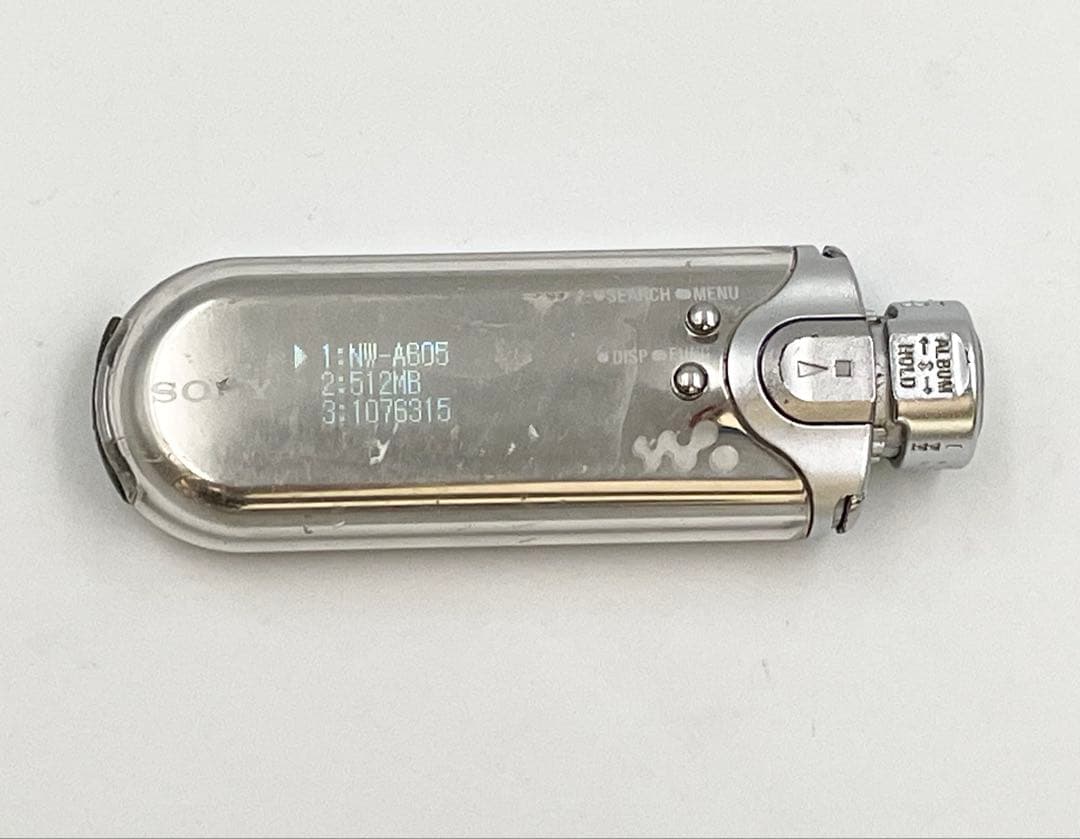 SEARCH MENU
▶ 1:NW-A605
2:512MB
3:1076315
DISP
SONY
ALBUM
HOLD